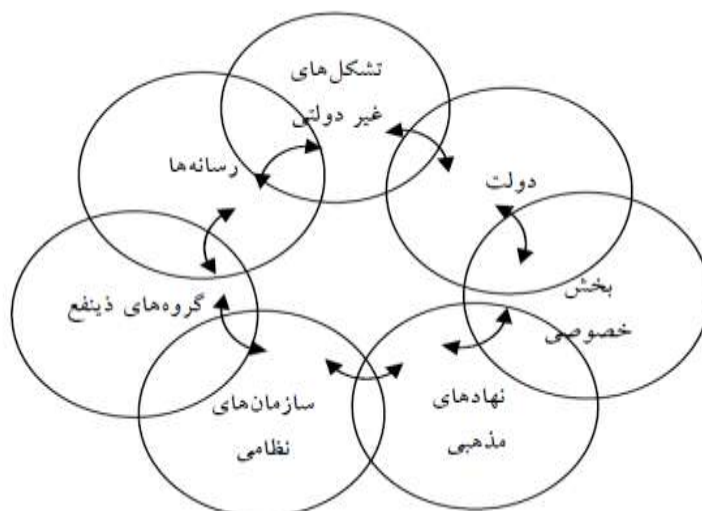 تشکل‌های
غیر دولتی
رسانه‌ها
دولت
بخش
خصوصی
گروه‌های ذینفع
نهادهای
مذهبی
سازمان‌های
نظامی